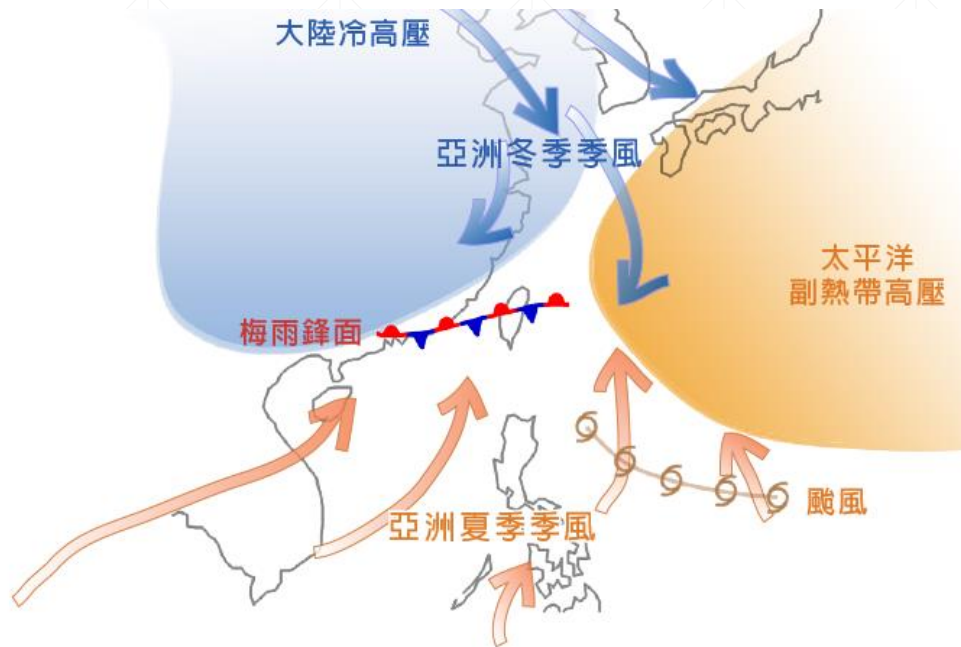 大陸冷高壓
亞洲冬季季風
太平洋
副熱帶高壓
梅雨鋒面
颱風
亞洲夏季季風